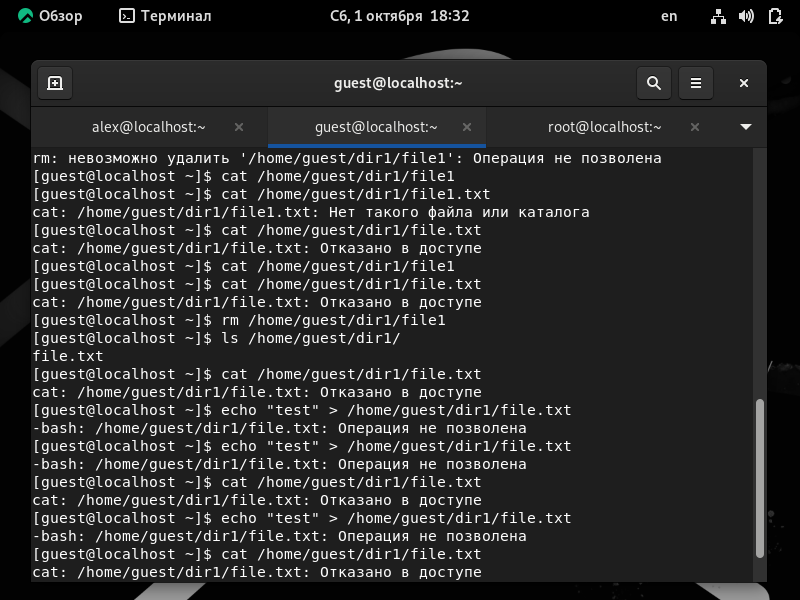 Обзор Терминал Сб, 1 октября 18:32 en
guest@localhost:~
alex@localhost:~ guest@localhost:~ root@localhost:~
rm: невозможно удалить '/home/guest/dir1/file1': Операция не позволена
[guest@localhost ~]$ cat /home/guest/dir1/file1
[guest@localhost ~]$ cat /home/guest/dir1/file1.txt
cat: /home/guest/dir1/file1.txt: Нет такого файла или каталога
[guest@localhost ~]$ cat /home/guest/dir1/file.txt
cat: /home/guest/dir1/file.txt: Отказано в доступе
[guest@localhost ~]$ cat /home/guest/dir1/file1
[guest@localhost ~]$ cat /home/guest/dir1/file.txt
cat: /home/guest/dir1/file.txt: Отказано в доступе
[guest@localhost ~]$ rm /home/guest/dir1/file1
[guest@localhost ~]$ ls /home/guest/dir1/
file.txt
[guest@localhost ~]$ cat /home/guest/dir1/file.txt
cat: /home/guest/dir1/file.txt: Отказано в доступе
[guest@localhost ~]$ echo "test" > /home/guest/dir1/file.txt
-bash: /home/guest/dir1/file.txt: Операция не позволена
[guest@localhost ~]$ echo "test" > /home/guest/dir1/file.txt
-bash: /home/guest/dir1/file.txt: Операция не позволена
[guest@localhost ~]$ cat /home/guest/dir1/file.txt
cat: /home/guest/dir1/file.txt: Отказано в доступе
[guest@localhost ~]$ echo "test" > /home/guest/dir1/file.txt
-bash: /home/guest/dir1/file.txt: Операция не позволена
[guest@localhost ~]$ cat /home/guest/dir1/file.txt
cat: /home/guest/dir1/file.txt: Отказано в доступе